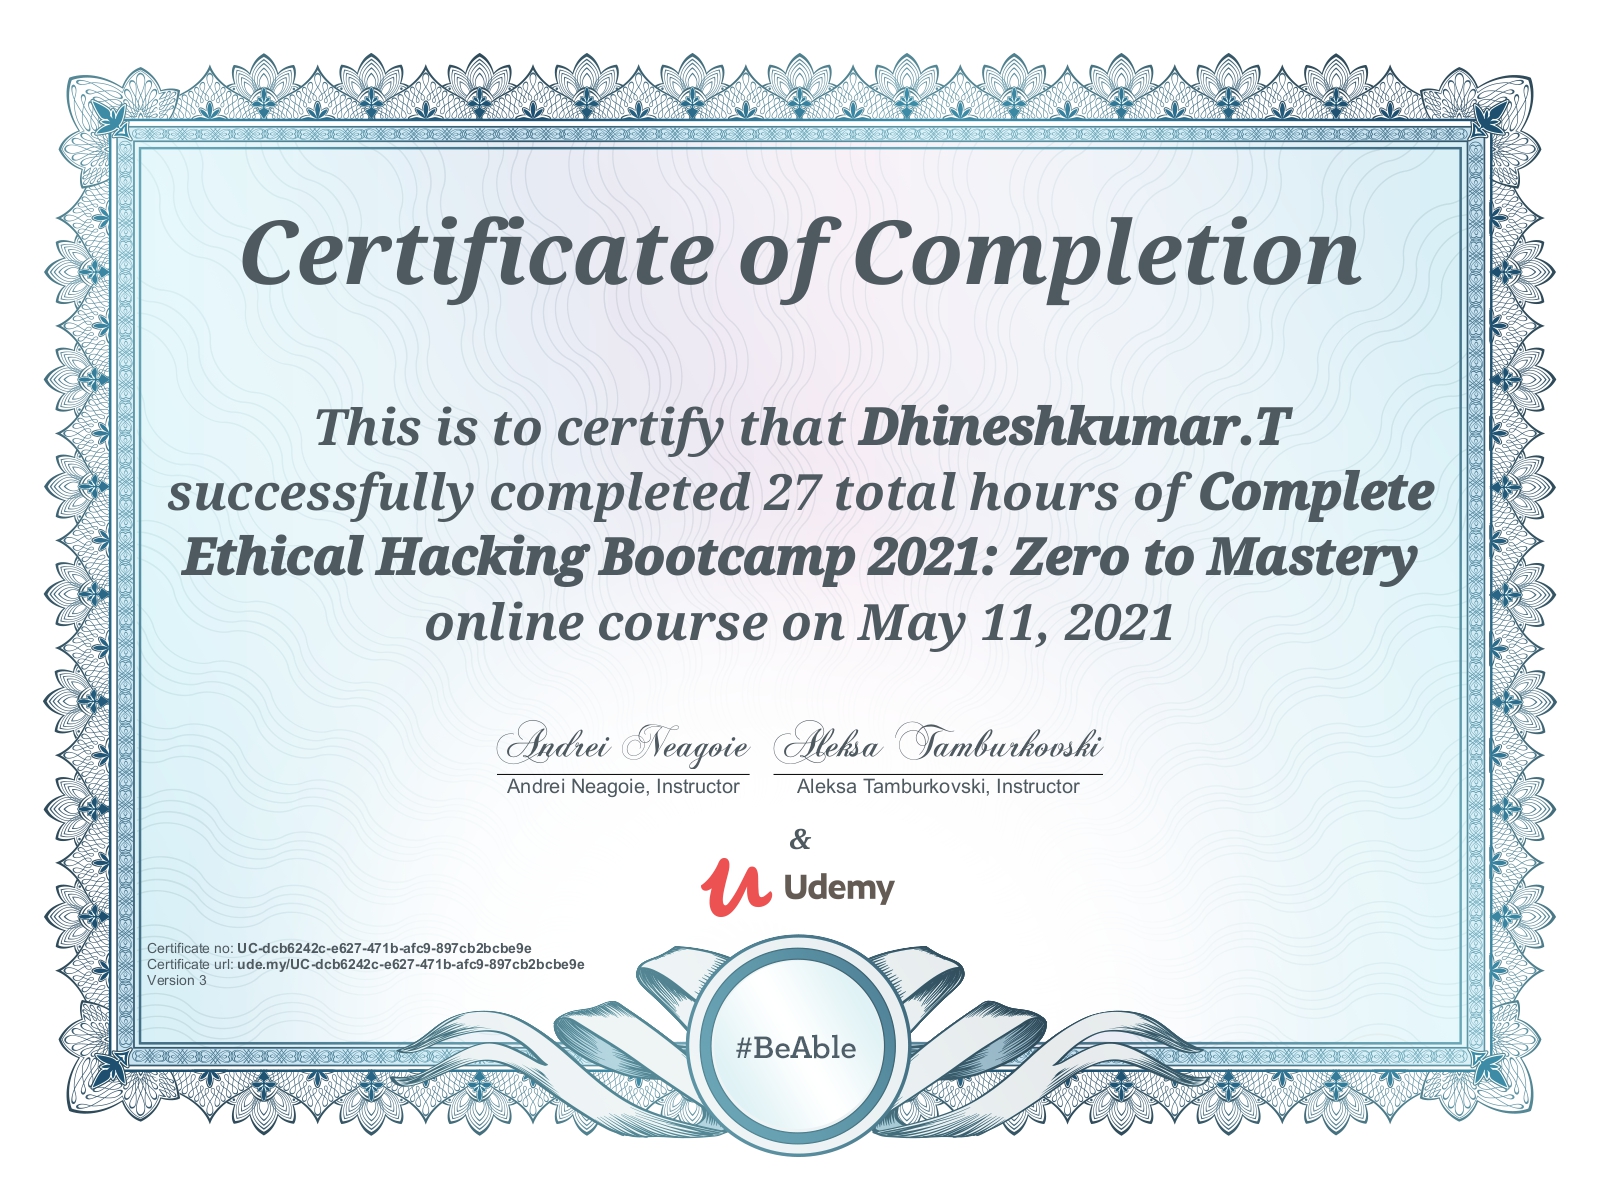 Certificate of Completion
This is to certify that Dhineshkumar.T
successfully completed 27 total hours of Complete
Ethical Hacking Bootcamp 2021: Zero to Mastery
online course on May 11, 2021
Andrei Neagoie Aleksa Tamburkovski
Andrei Neagoie, Instructor Aleksa Tamburkovski, Instructor
&
Udemy
Certificate no: UC-dcb6242c-e627-471b-afc9-897cb2bcbe9e
Certificate url: ude.my/UC-dcb6242c-e627-471b-afc9-897cb2bcbe9e
Version 3
#BeAble